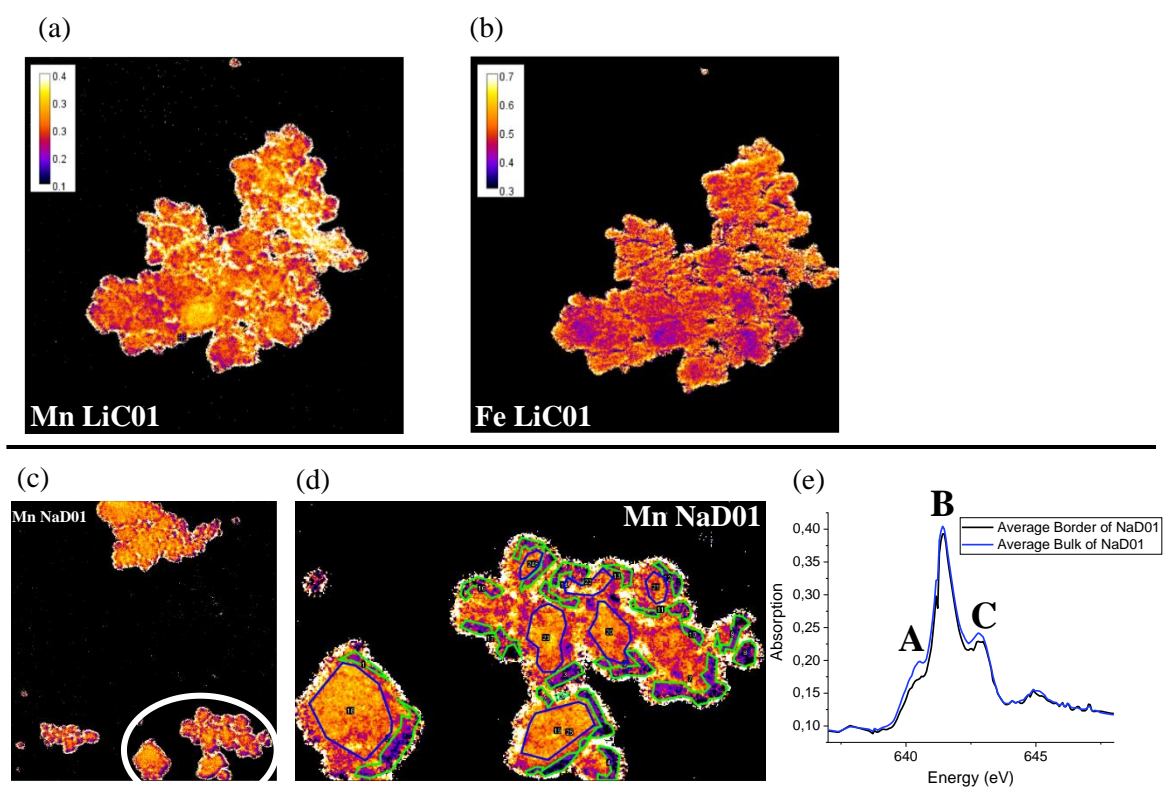 (a)
0.4
0.3
0.3
0.2
0.1
Mn LiC01
(b)
0.7
0.6
0.5
0.4
0.3
Fe LiC01
(c)
Mn NaD01
(d)
Mn NaD01
(e)
Absorption
0,40
0,35
0,30
0,25
0,20
0,15
0,10
A
B
C
Average Border of NaD01
Average Bulk of NaD01
640
645
Energy (eV)